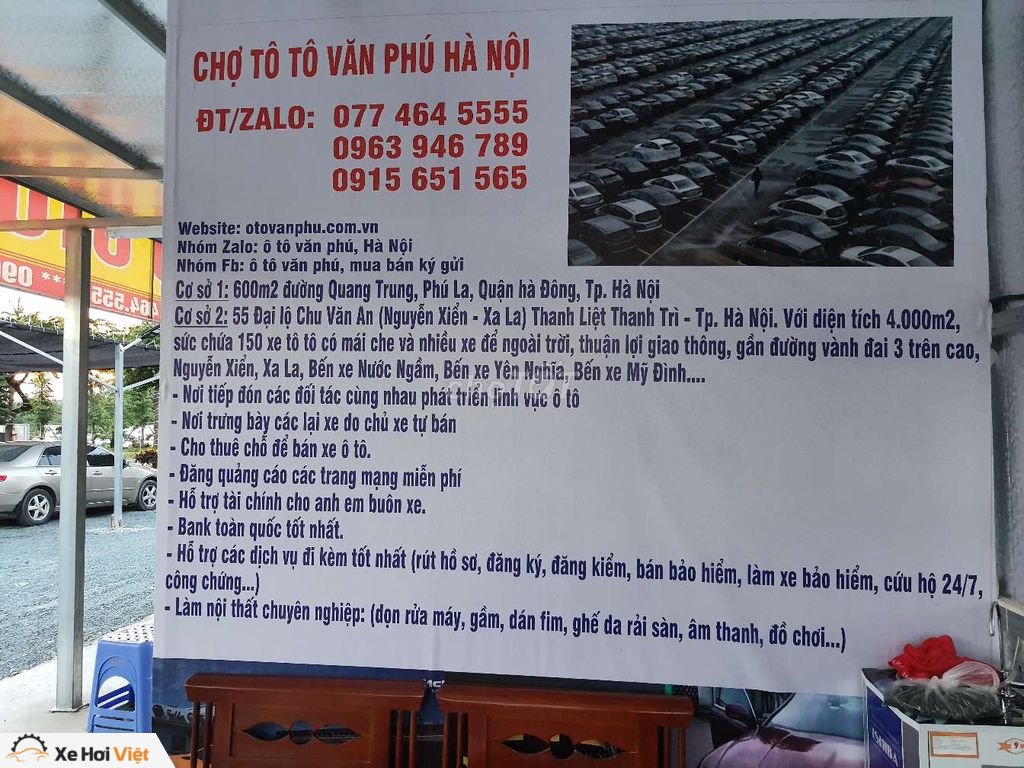 CHỢ TÔ TÔ VĂN PHÚ HÀ NỘI
ĐT/ZALO: 077 464 5555
0963 946 789
0915 651 565
Website: otovanphu.com.vn
Nhóm Zalo: ô tô văn phú, Hà Nội
Nhóm Fb: ô tô văn phú, mua bán ký gửi
Cơ sở 1: 600m2 đường Quang Trung, Phú La, Quận hà Đông, Tp. Hà Nội
Cơ sở 2: 55 Đại lộ Chu Văn An (Nguyễn Xiển - Xa La) Thanh Liệt Thanh Trì - Tp. Hà Nội. Với diện tích 4.000m2,
sức chứa 150 xe tô tô có mái che và nhiều xe để ngoài trời, thuận lợi giao thông, gần đường vành đai 3 trên cao,
Nguyễn Xiển, Xa La, Bến xe Nước Ngầm, Bến xe Yên Nghĩa, Bến xe Mỹ Đình....
- Nơi tiếp đón các đối tác cùng nhau phát triển lĩnh vực ô tô
- Nơi trưng bày các lại xe do chủ xe tự bán
- Cho thuê chỗ để bán xe ô tô.
- Đăng quảng cáo các trang mạng miễn phí
- Hỗ trợ tài chính cho anh em buôn xe.
- Bank toàn quốc tốt nhất.
- Hỗ trợ các dịch vụ đi kèm tốt nhất (rút hồ sơ, đăng ký, đăng kiểm, bán bảo hiểm, làm xe bảo hiểm, cứu hộ 24/7,
công chứng...)
- Làm nội thất chuyên nghiệp: (dọn rửa máy, gầm, dán fim, ghế da rải sàn, âm thanh, đồ chơi...)
Xe Hơi Việt